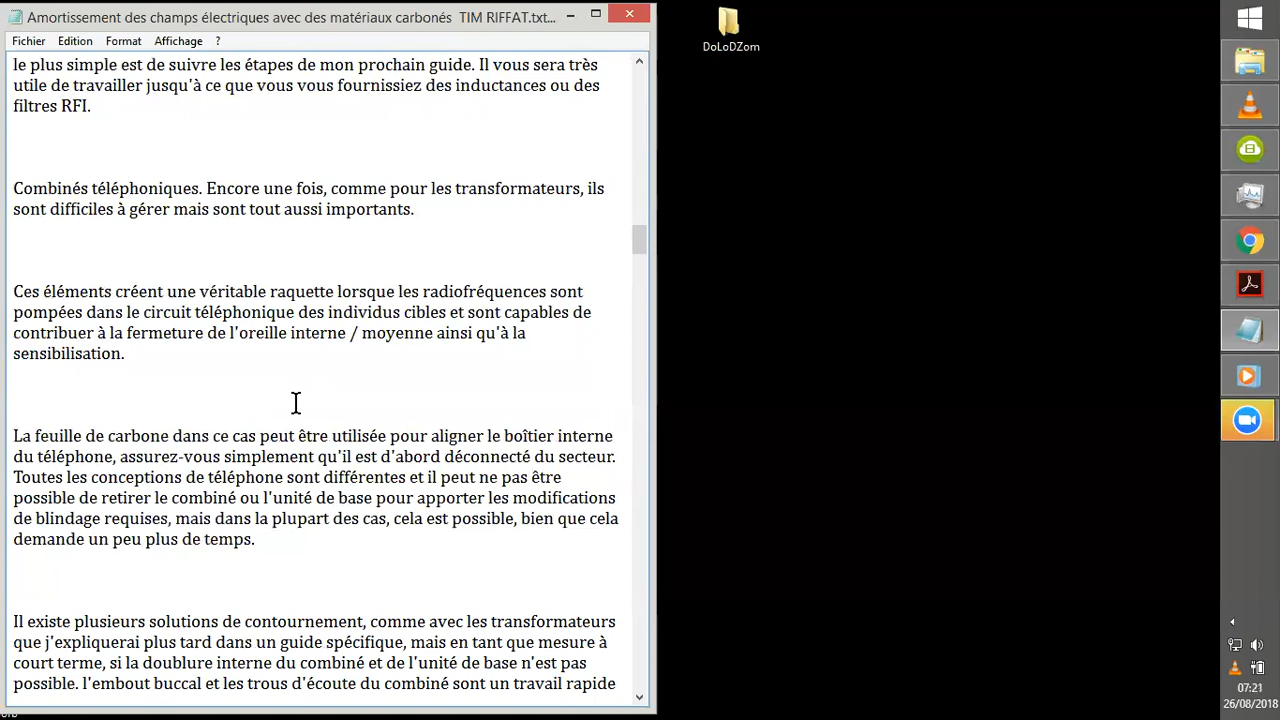 Amortissement des champs électriques avec des matériaux carbonés TIM RIFFAT.txt...
Fichier Edition Format Affichage ?
le plus simple est de suivre les étapes de mon prochain guide. Il vous sera très
utile de travailler jusqu'à ce que vous vous fournissiez des inductances ou des
filtres RFI.
Combinés téléphoniques. Encore une fois, comme pour les transformateurs, ils
sont difficiles à gérer mais sont tout aussi importants.
Ces éléments créent une véritable raquette lorsque les radiofréquences sont
pompées dans le circuit téléphonique des individus cibles et sont capables de
contribuer à la fermeture de l'oreille interne / moyenne ainsi qu'à la
sensibilisation.
La feuille de carbone dans ce cas peut être utilisée pour aligner le boîtier interne
du téléphone, assurez-vous simplement qu'il est d'abord déconnecté du secteur.
Toutes les conceptions de téléphone sont différentes et il peut ne pas être
possible de retirer le combiné ou l'unité de base pour apporter les modifications
de blindage requises, mais dans la plupart des cas, cela est possible, bien que cela
demande un peu plus de temps.
Il existe plusieurs solutions de contournement, comme avec les transformateurs
que j'expliquerai plus tard dans un guide spécifique, mais en tant que mesure à
court terme, si la doublure interne du combiné et de l'unité de base n'est pas
possible. l'embout buccal et les trous d'écoute du combiné sont un travail rapide
DoLoDZom
07:21
26/08/2018